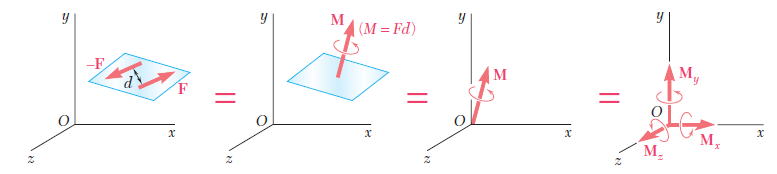 y
–F
d
F
O
x
z
=
y
M
(M = Fd)
O
x
z
=
y
M
O
x
z
=
y
M_y
O
M_x
x
M_z
z